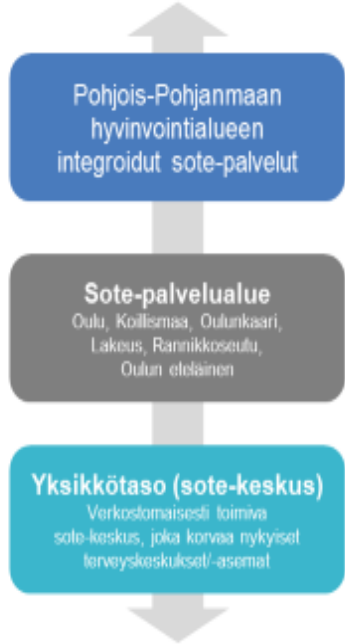 Pohjois-Pohjanmaan
hyvinvointialueen
integroidut sote-palvelut
Sote-palvelualue
Oulu, Koillismaa, Oulunkaari,
Lakeus, Rannikkoseutu,
Oulun eteläinen
Yksikkötaso (sote-keskus)
Verkostomaisesti toimiva
sote-keskus, joka korvaa nykyiset
terveyskeskukset/-asemat